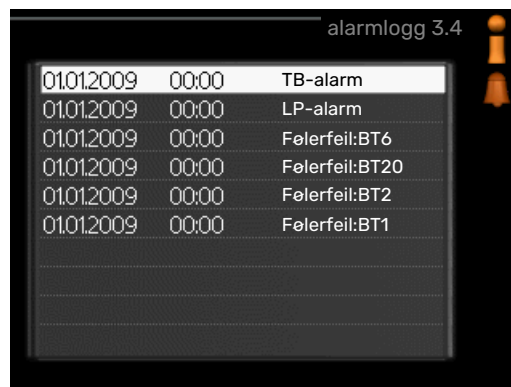 alarmlogg 3.4
01.01.2009 00:00 TB-alarm
01.01.2009 00:00 LP-alarm
01.01.2009 00:00 Følerfeil:BT6
01.01.2009 00:00 Følerfeil:BT20
01.01.2009 00:00 Følerfeil:BT2
01.01.2009 00:00 Følerfeil:BT1